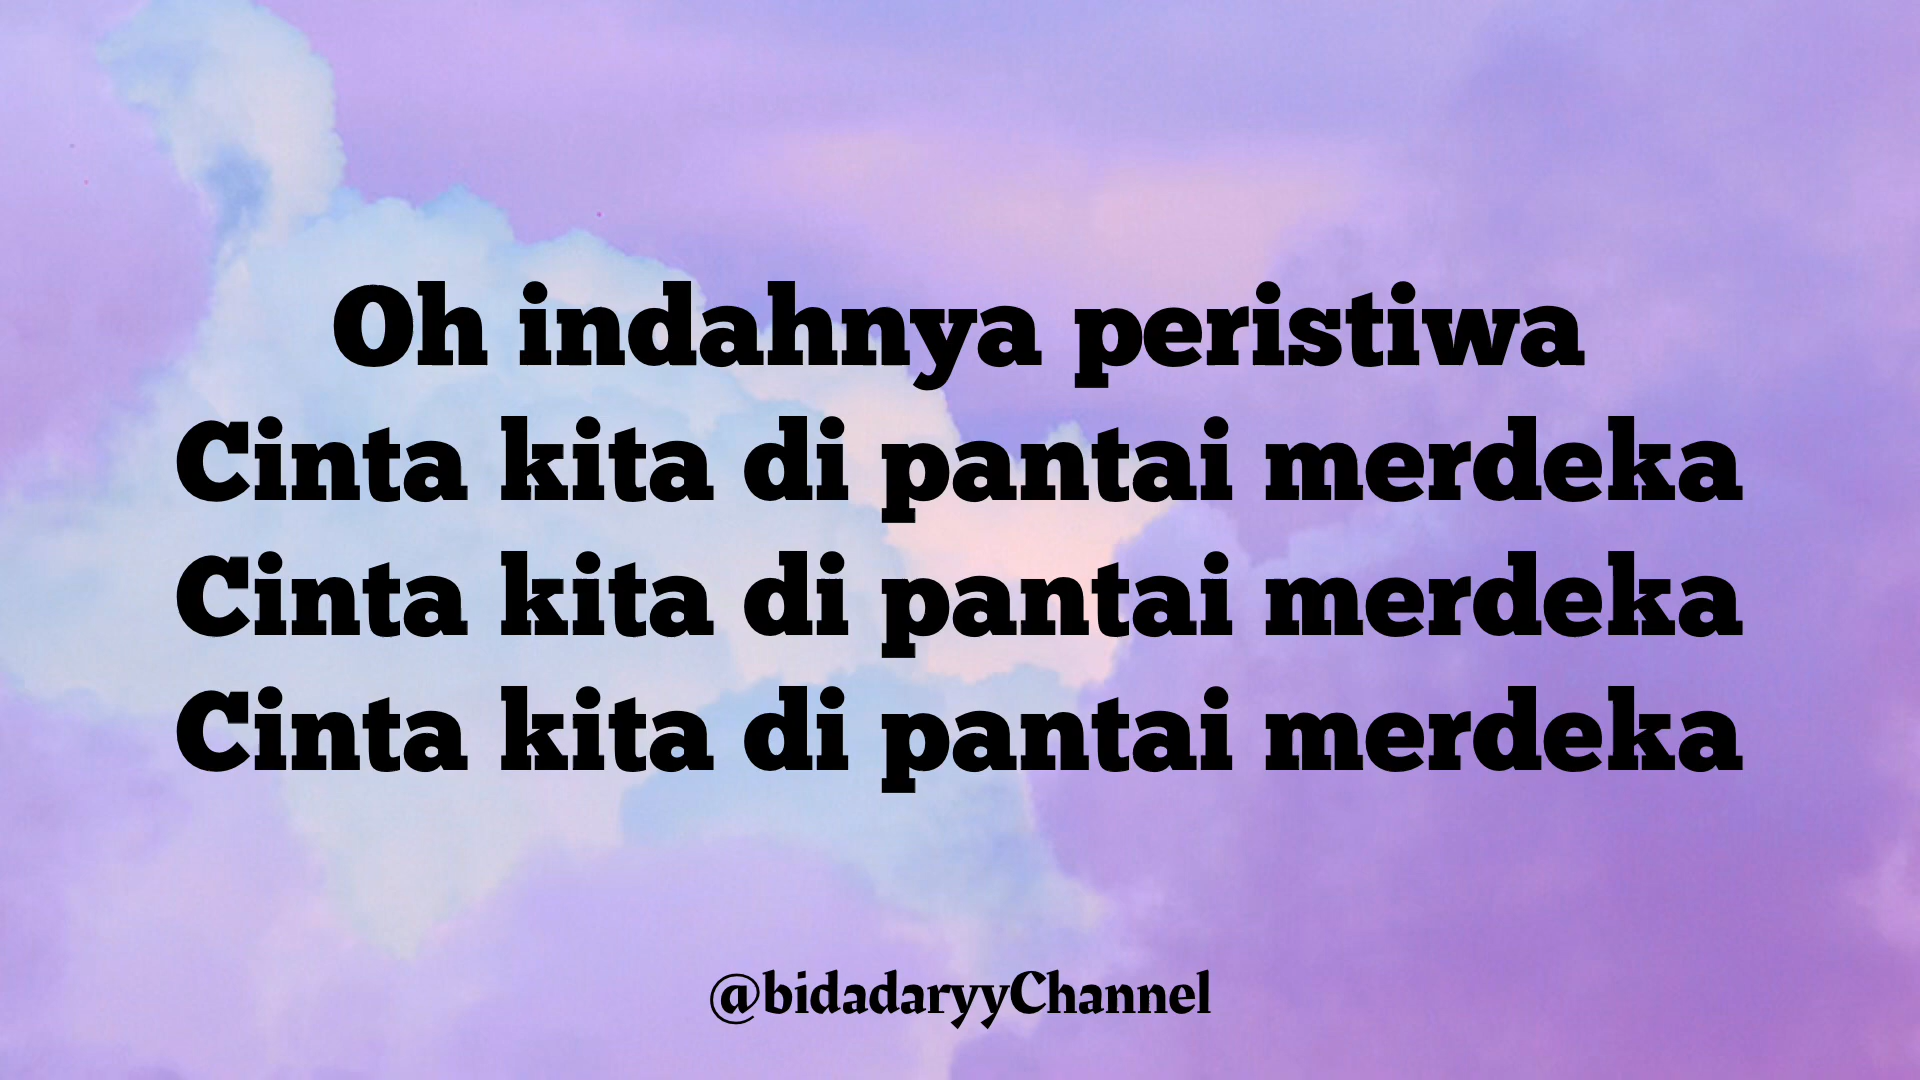 Oh indahnya peristiwa
Cinta kita di pantai merdeka
Cinta kita di pantai merdeka
Cinta kita di pantai merdeka
@bidadaryyChannel